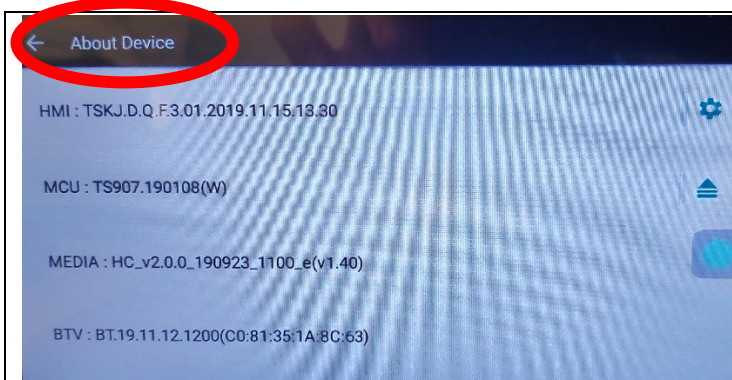 About Device
HMI : TSKJ.D.Q.F.3.01.2019.11.15.13.30
MCU : TS907.190108(W)
MEDIA : HC_v2.0.0_190923_1100_e(v1.40)
BTV : BT.19.11.12.1200(C0:81:35:1A:8C:63)